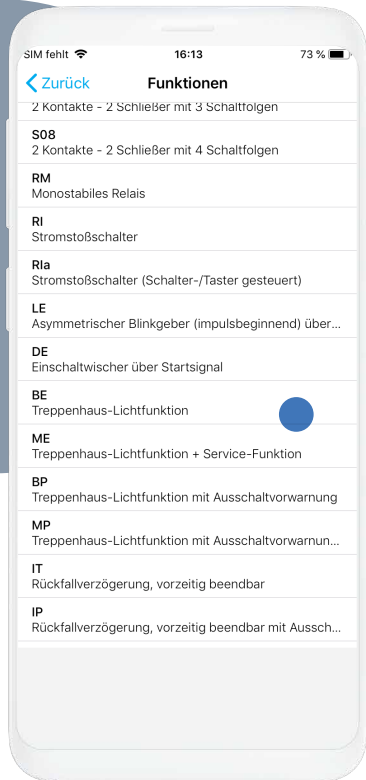 SIM fehlt 16:13 73 %
Zurück Funktionen
2 Kontakte - 2 Schließer mit 3 Schaltfolgen
S08
2 Kontakte - 2 Schließer mit 4 Schaltfolgen
RM
Monostabiles Relais
RI
Stromstoßschalter
RIa
Stromstoßschalter (Schalter-/Taster gesteuert)
LE
Asymmetrischer Blinkgeber (impulsbeginnend) über...
DE
Einschaltwischer über Startsignal
BE
Treppenhaus-Lichtfunktion
ME
Treppenhaus-Lichtfunktion + Service-Funktion
BP
Treppenhaus-Lichtfunktion mit Ausschaltvorwarnung
MP
Treppenhaus-Lichtfunktion mit Ausschaltvorwarnun...
IT
Rückfallverzögerung, vorzeitig beendbar
IP
Rückfallverzögerung, vorzeitig beendbar mit Aussch...